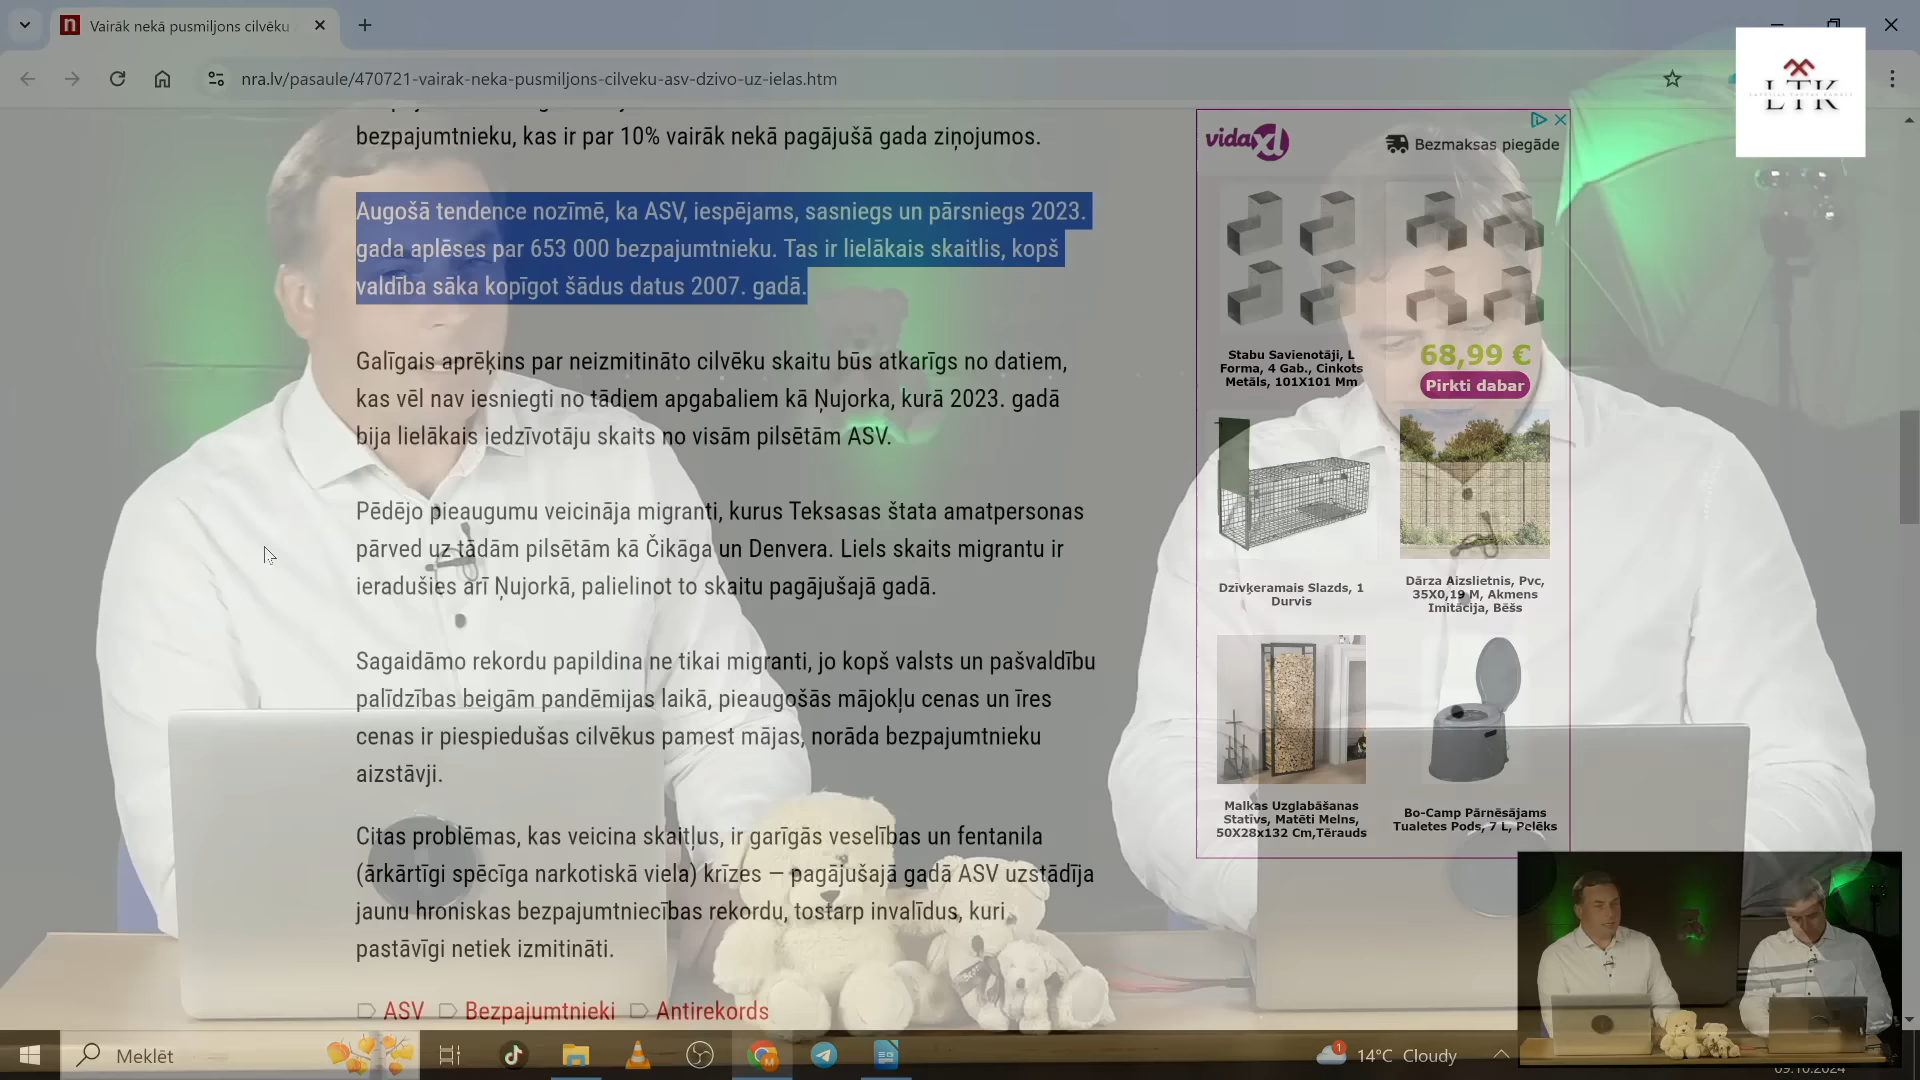 Vairāk nekā pusmiljons cilvēku
nra.lv/pasaule/470721-vairak-neka-pusmiljons-cilveku-asv-dzivo-uz-ielas.htm
LTK
bezpajumtnieku, kas ir par 10% vairāk nekā pagājušā gada ziņojumos.
Augošā tendence nozīmē, ka ASV, iespējams, sasniegs un pārsniegs 2023.
gada aplēses par 653 000 bezpajumtnieku. Tas ir lielākais skaitlis, kopš
valdība sāka kopīgot šādus datus 2007. gadā.
Galīgais aprēķins par neizmitināto cilvēku skaitu būs atkarīgs no datiem,
kas vēl nav iesniegti no tādiem apgabaliem kā Ņujorka, kurā 2023. gadā
bija lielākais iedzīvotāju skaits no visām pilsētām ASV.
Pēdējo pieaugumu veicināja migranti, kurus Teksasas štata amatpersonas
pārved uz tādām pilsētām kā Čikāga un Denvera. Liels skaits migrantu ir
ieradušies arī Ņujorkā, palielinot to skaitu pagājušajā gadā.
Sagaidāmo rekordu papildina ne tikai migranti, jo kopš valsts un pašvaldību
palīdzības beigām pandēmijas laikā, pieaugošās mājokļu cenas un īres
cenas ir piespiedušas cilvēkus pamest mājas, norāda bezpajumtnieku
aizstāvji.
Citas problēmas, kas veicina skaitļus, ir garīgās veselības un fentanila
(ārkārtīgi spēcīga narkotiskā viela) krīzes — pagājušajā gadā ASV uzstādīja
jaunu hroniskas bezpajumtniecības rekordu, tostarp invalīdus, kuri
pastāvīgi netiek izmitināti.
ASV Bezpajumtnieki Antirekords
vidaXL
Bezmaksas piegāde
Stabu Savienotāji, L
Forma, 4 Gab., Cinkots
Metāls, 101X101 Mm
68,99 €
Pirkti dabar
Dzīvķeramais Slazds, 1
Durvis
Dārza Aizslietnis, Pvc,
35X0,19 M, Akmens
Imitācija, Bēšs
Malkas Uzglabāšanas
Statīvs, Matēti Melns,
50X28x132 Cm,Tērauds
Bo-Camp Pārnēsājams
Tualetes Pods, 7 L, Pelēks
Meklēt
1
14°C Cloudy
09.10.2024